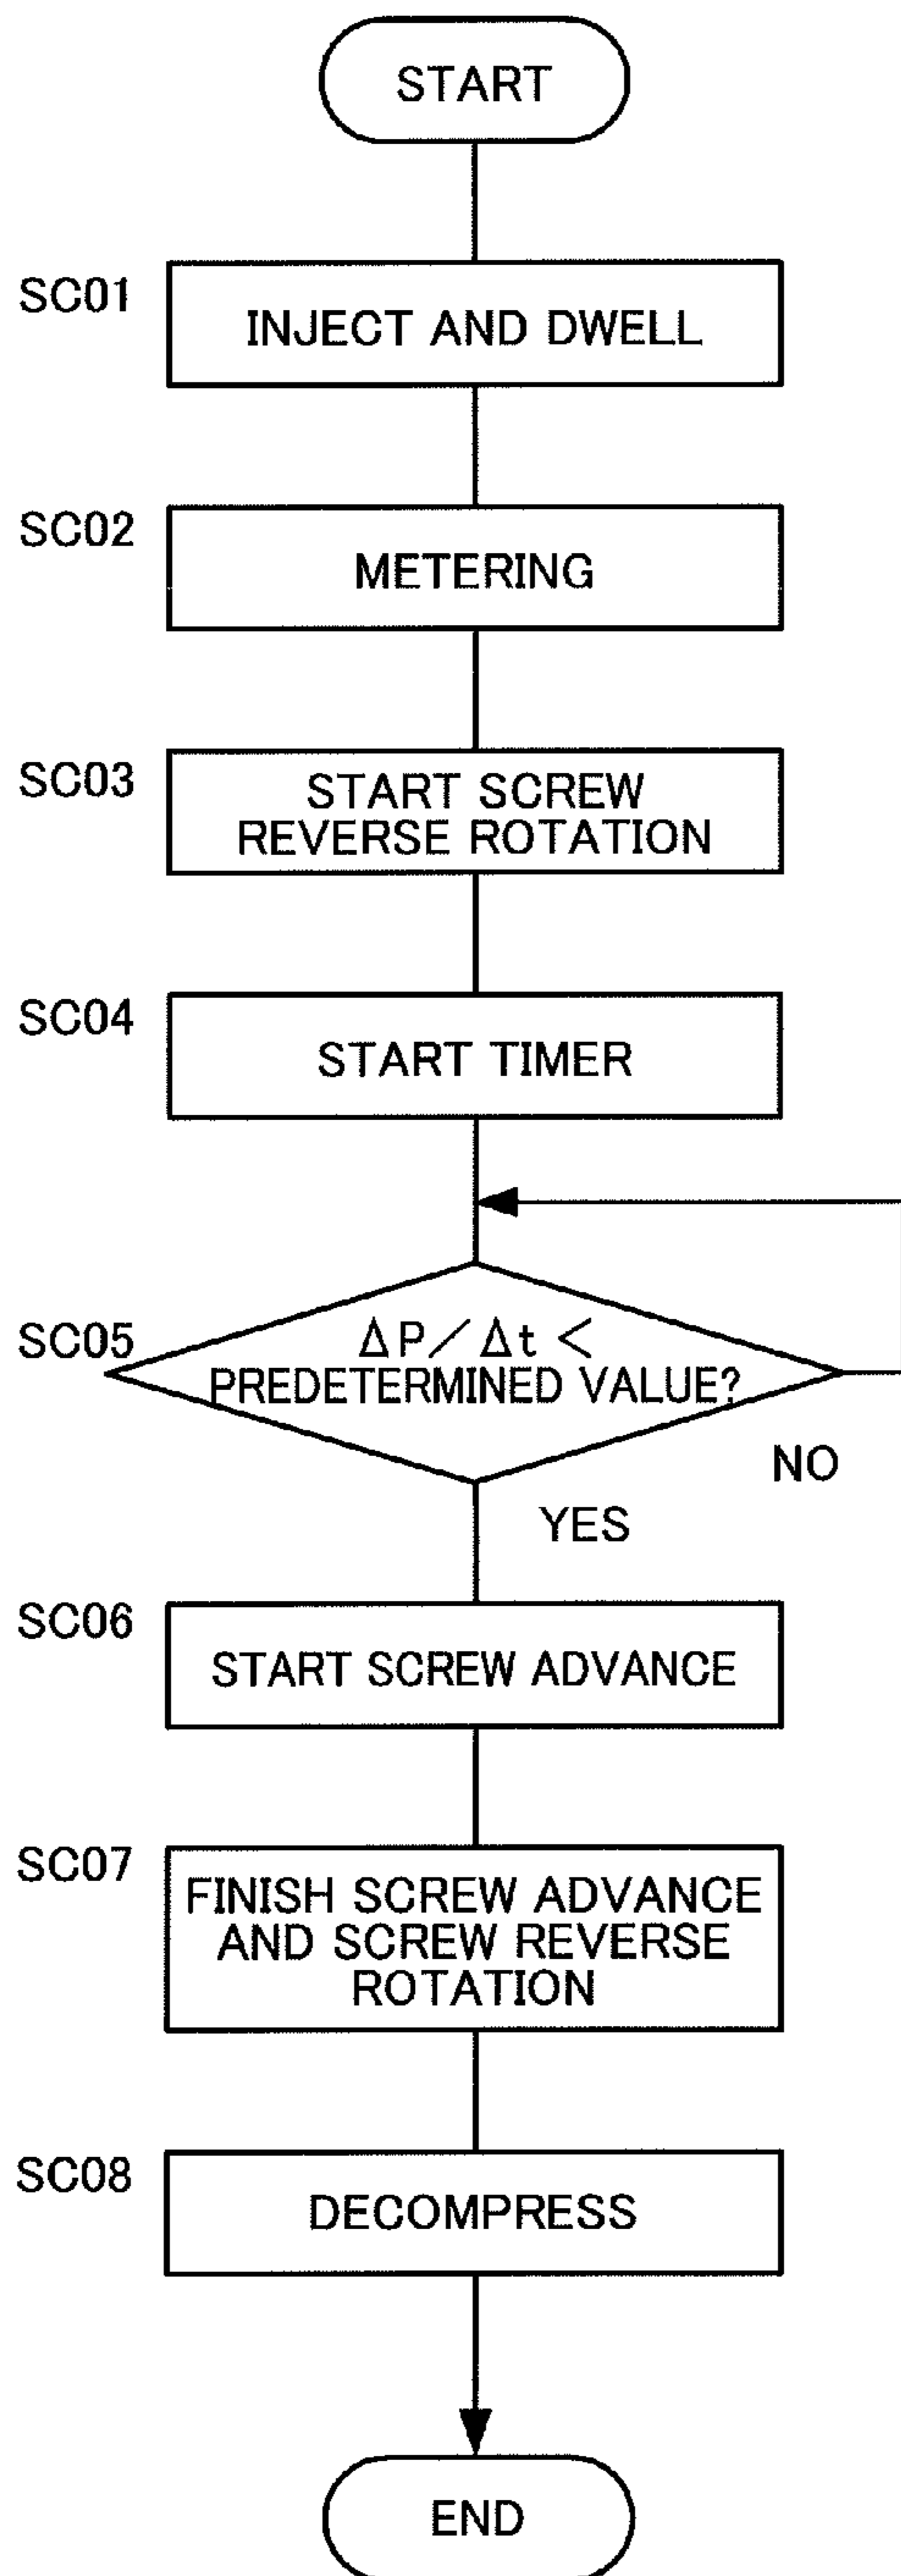 START
SC01
INJECT AND DWELL
SC02
METERING
SC03
START SCREW
REVERSE ROTATION
SC04
START TIMER
SC05
ΔP/Δt <
PREDETERMINED VALUE?
NO
YES
SC06
START SCREW ADVANCE
SC07
FINISH SCREW ADVANCE
AND SCREW REVERSE
ROTATION
SC08
DECOMPRESS
END